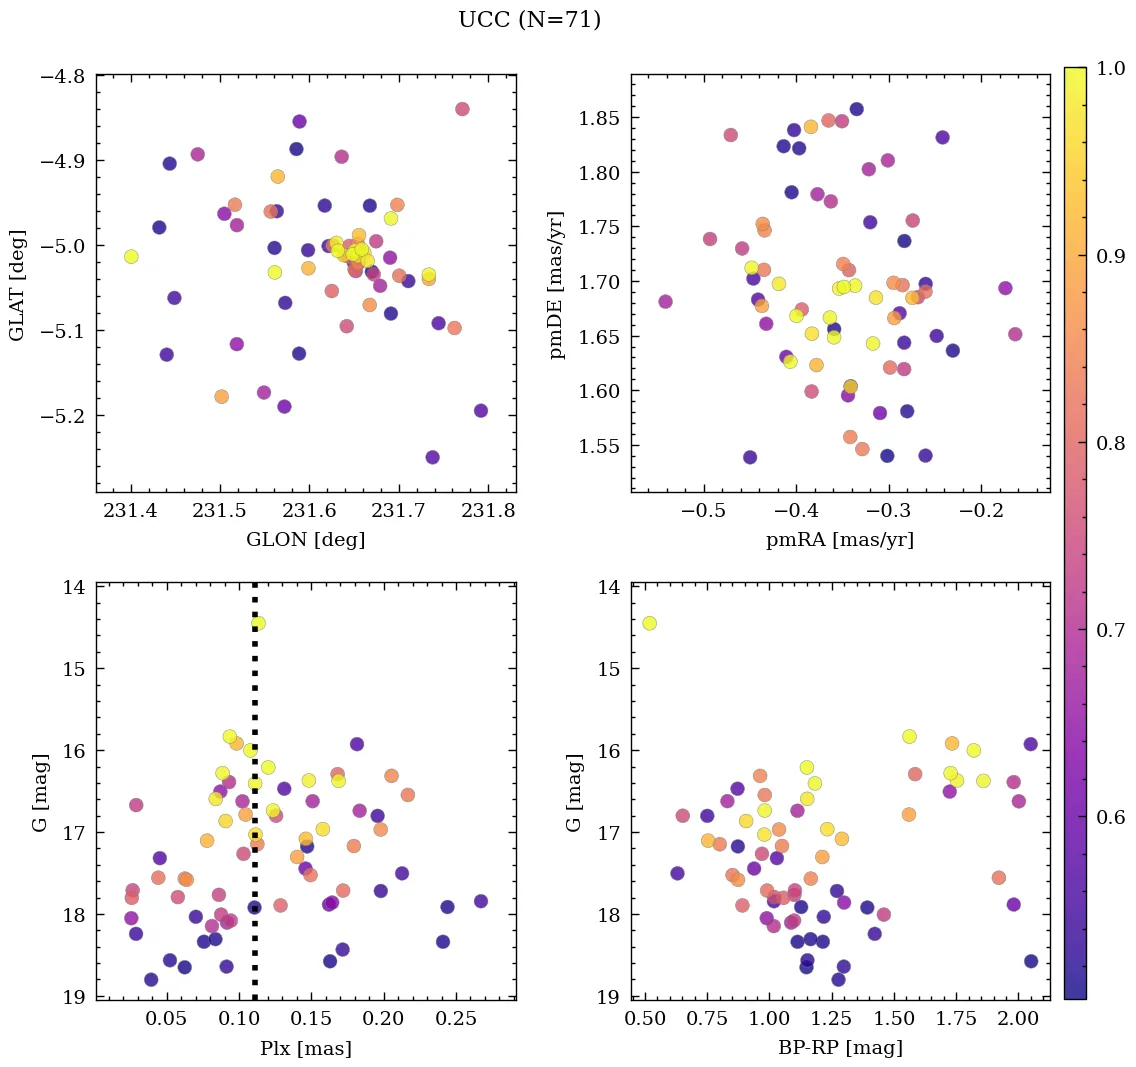 UCC (N=71)
−4.8
−4.9
−5.0
−5.1
−5.2
GLAT [deg]
231.4 231.5 231.6 231.7 231.8
GLON [deg]
1.85
1.80
1.75
1.70
1.65
1.60
1.55
pmDE [mas/yr]
−0.5 −0.4 −0.3 −0.2
pmRA [mas/yr]
14
15
16
17
18
19
G [mag]
0.05 0.10 0.15 0.20 0.25
Plx [mas]
14
15
16
17
18
19
G [mag]
0.50 0.75 1.00 1.25 1.50 1.75 2.00
BP-RP [mag]
1.0
0.9
0.8
0.7
0.6